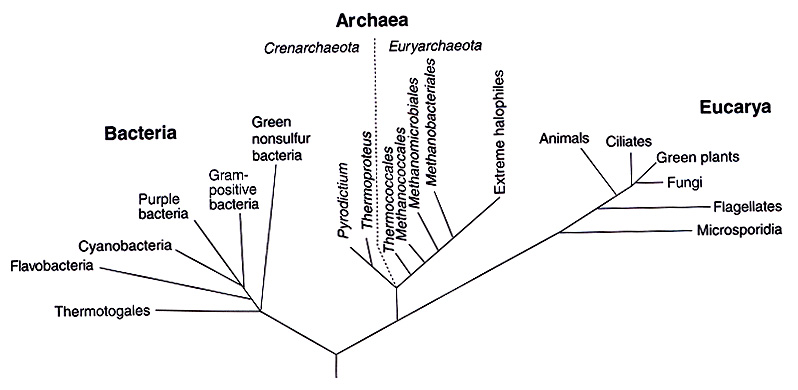 Archaea
Crenarchaeota
Euryarchaeota
Bacteria
Eucarya
Green
nonsulfur
bacteria
Gram-
positive
bacteria
Purple
bacteria
Cyanobacteria
Flavobacteria
Thermotogales
Pyrodictium
Thermoproteus
Thermococcales
Methanococcales
Methanomicrobiales
Methanobacteriales
Extreme halophiles
Animals
Ciliates
Green plants
Fungi
Flagellates
Microsporidia